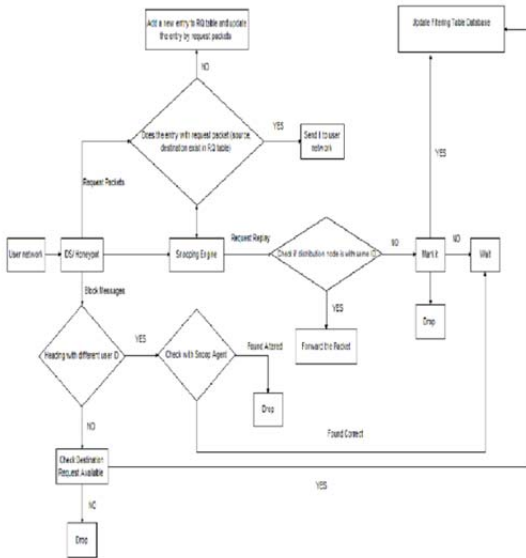 Add a new entry to RQ table and update
the entry by request packets
Update Filtering Table Database
NO
Does the entry with request packet (source,
destination exist in RQ table)
YES
Send it to user
network
YES
Request Packets
User network
IDS/ Honeypot
Snooping Engine
Request Replay
Check if distribution node is with same ID
NO
Mark it
NO
Wait
Block Messages
YES
Drop
Forward the Packet
Heading with different user ID
YES
Check with Snoop Agent
Found Altered
Drop
NO
Found Correct
Check Destination
Request Available
YES
NO
Drop